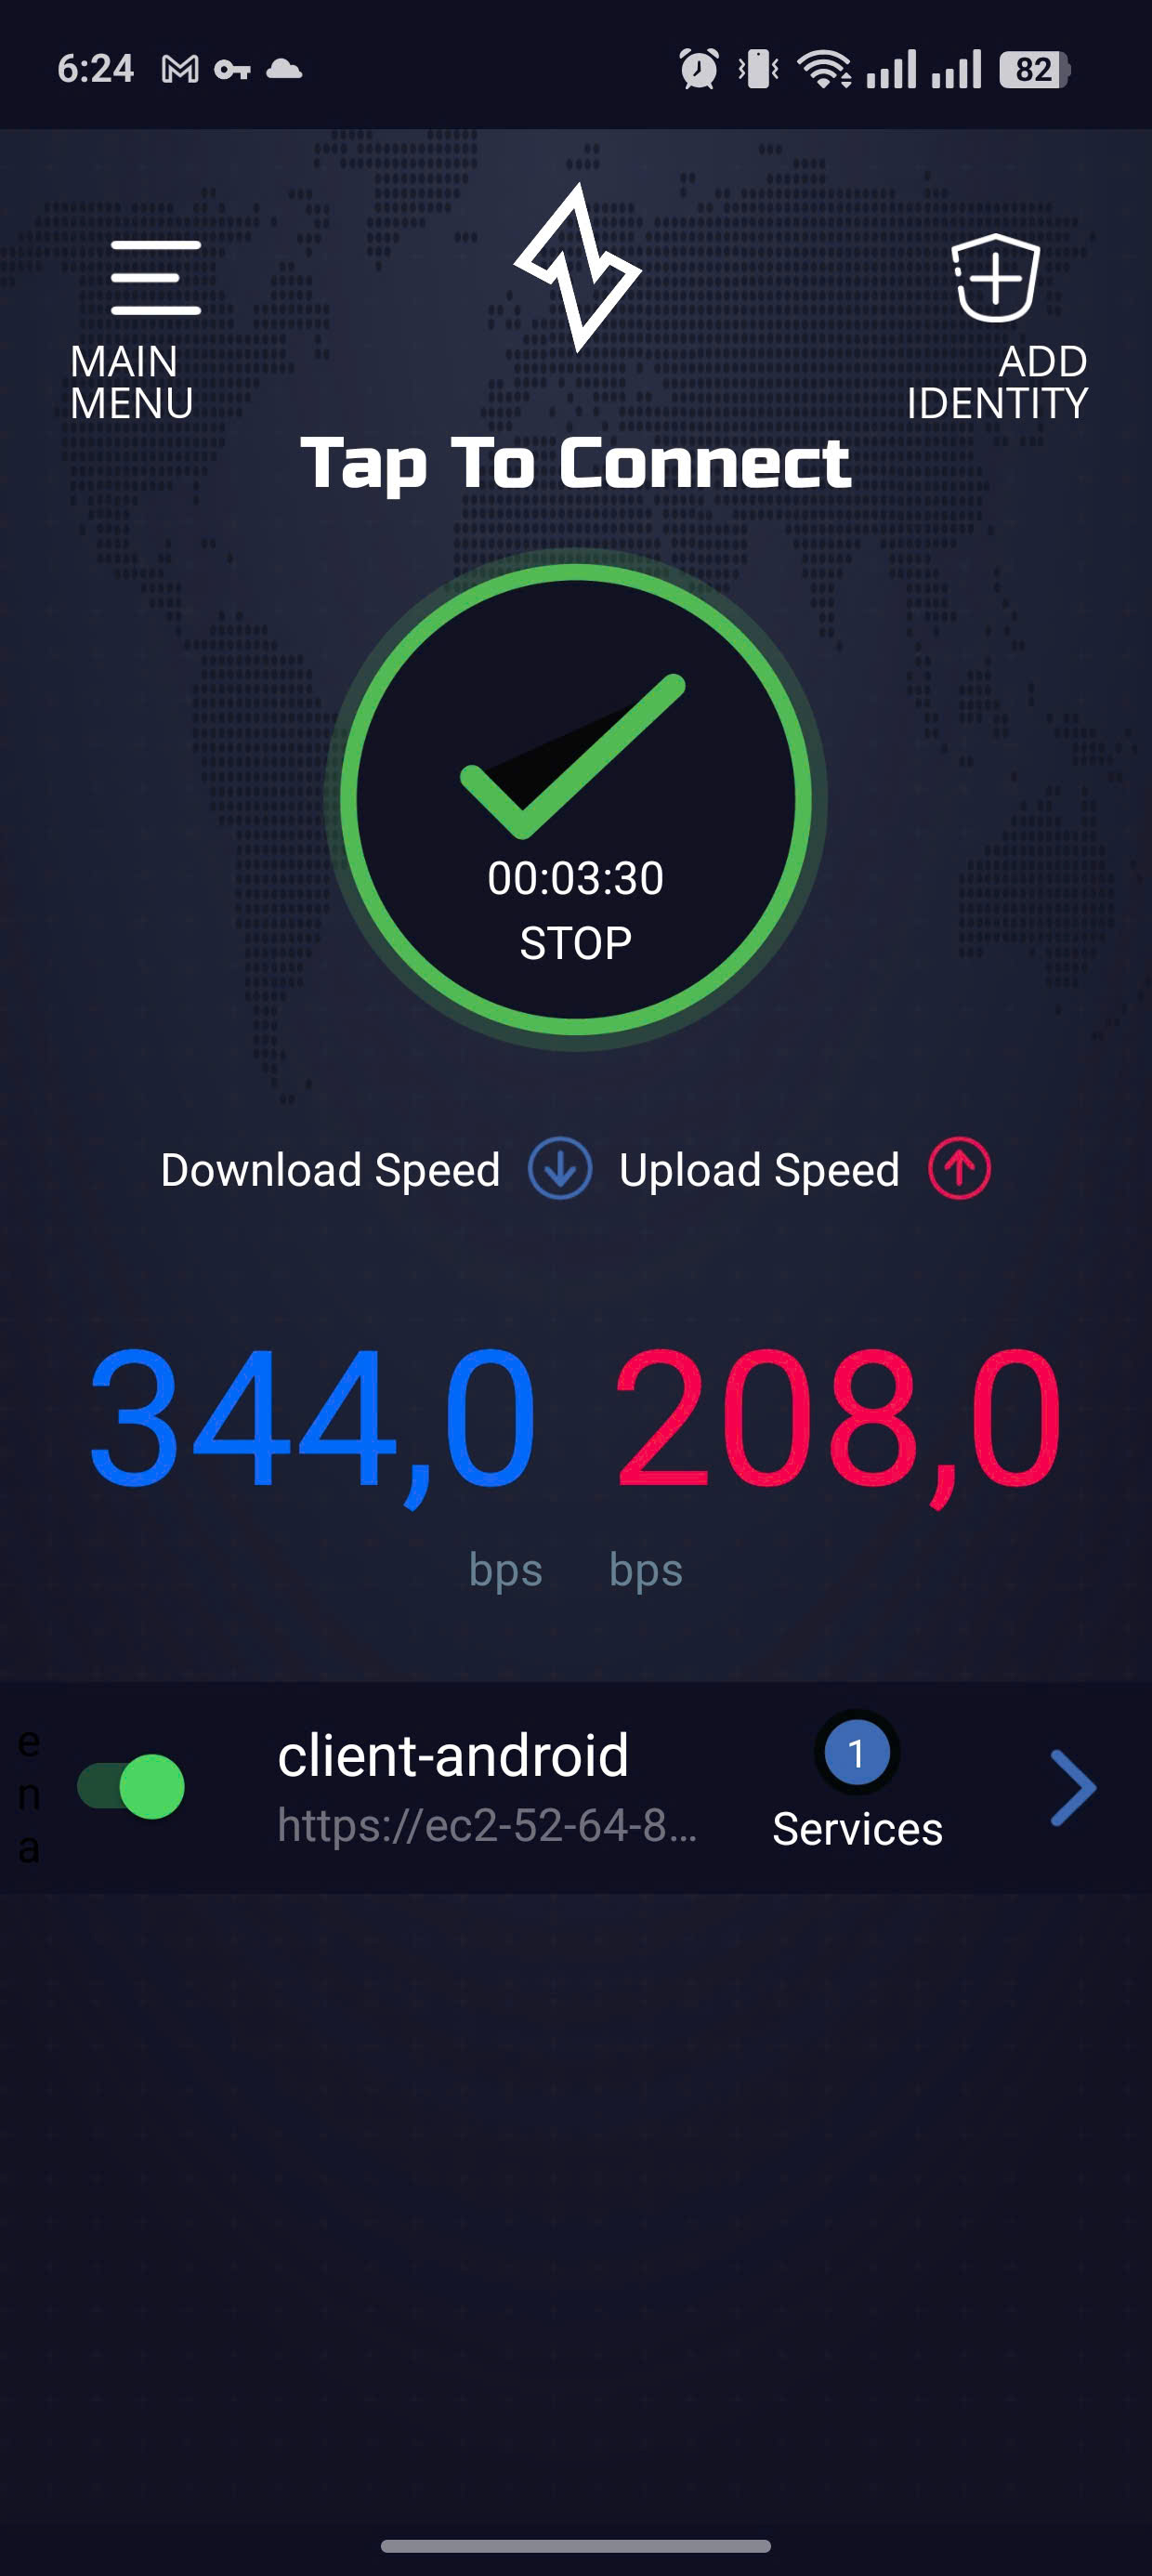 6:24
82
MAIN
MENU
ADD
IDENTITY
Tap To Connect
00:03:30
STOP
Download Speed
Upload Speed
344,0
208,0
bps
bps
e
n
a
client-android
https://ec2-52-64-8...
1
Services